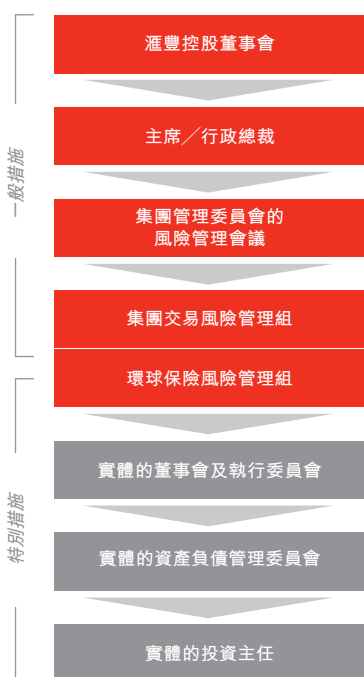 滙豐控股董事會
主席／行政總裁
一般措施
集團管理委員會的
風險管理會議
集團交易風險管理組
環球保險風險管理組
實體的董事會及執行委員會
特別措施
實體的資產負債管理委員會
實體的投資主任